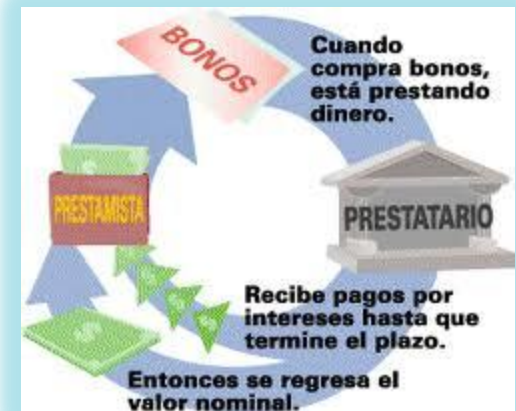 BONOS
Cuando
compra bonos,
está prestando
dinero.
PRESTAMISTA
PRESTATARIO
Recibe pagos por
intereses hasta que
termine el plazo.
Entonces se regresa el
valor nominal.